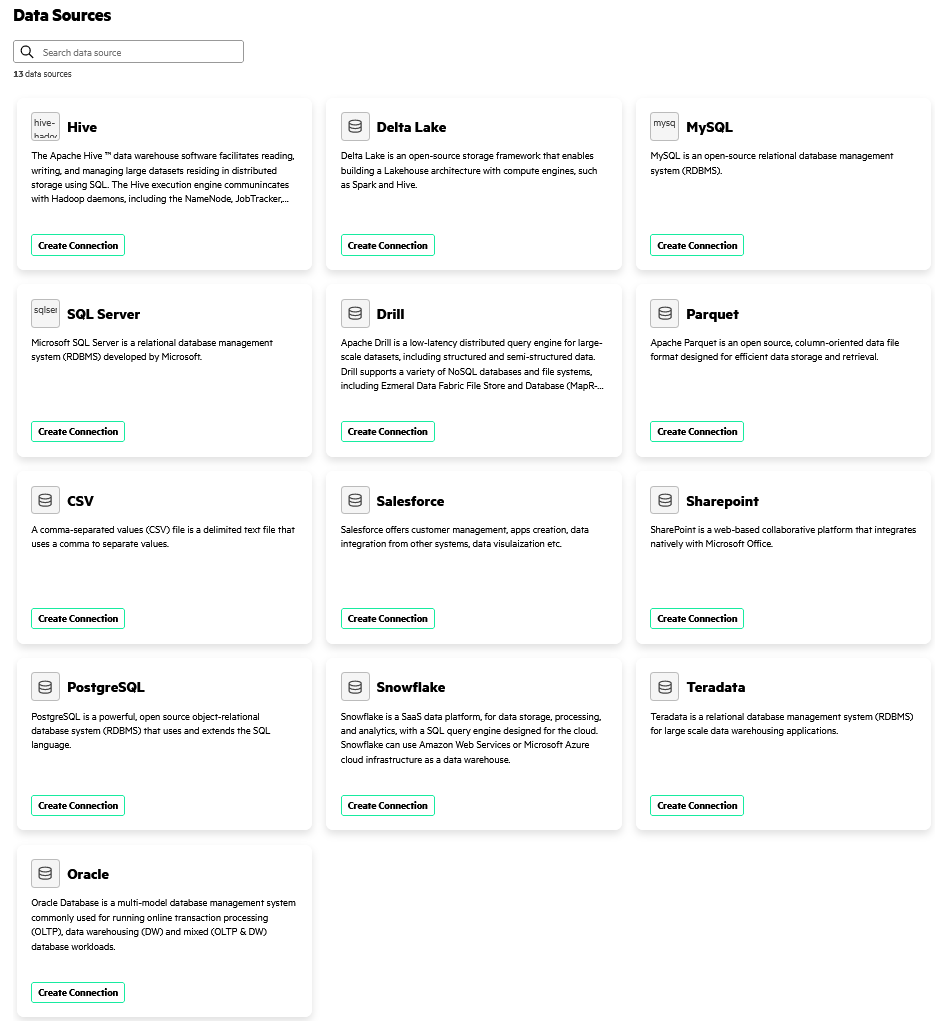 Data Sources
Search data source
13 data sources
hive-
Hive
The Apache Hive ™ data warehouse software facilitates reading,
writing, and managing large datasets residing in distributed
storage using SQL. The Hive execution engine communincates
with Hadoop daemons, including the NameNode, JobTracker,...
Create Connection
Delta Lake
Delta Lake is an open-source storage framework that enables
building a Lakehouse architecture with compute engines, such
as Spark and Hive.
Create Connection
mysq
MySQL
MySQL is an open-source relational database management
system (RDBMS).
Create Connection
sqlser
SQL Server
Microsoft SQL Server is a relational database management
system (RDBMS) developed by Microsoft.
Create Connection
Drill
Apache Drill is a low-latency distributed query engine for large-
scale datasets, including structured and semi-structured data.
Drill supports a variety of NoSQL databases and file systems,
including Ezmeral Data Fabric File Store and Database (MapR-...
Create Connection
Parquet
Apache Parquet is an open source, column-oriented data file
format designed for efficient data storage and retrieval.
Create Connection
CSV
A comma-separated values (CSV) file is a delimited text file that
uses a comma to separate values.
Create Connection
Salesforce
Salesforce offers customer management, apps creation, data
integration from other systems, data visulaization etc.
Create Connection
Sharepoint
SharePoint is a web-based collaborative platform that integrates
natively with Microsoft Office.
Create Connection
PostgreSQL
PostgreSQL is a powerful, open source object-relational
database system (RDBMS) that uses and extends the SQL
language.
Create Connection
Snowflake
Snowflake is a SaaS data platform, for data storage, processing,
and analytics, with a SQL query engine designed for the cloud.
Snowflake can use Amazon Web Services or Microsoft Azure
cloud infrastructure as a data warehouse.
Create Connection
Teradata
Teradata is a relational database management system (RDBMS)
for large scale data warehousing applications.
Create Connection
Oracle
Oracle Database is a multi-model database management system
commonly used for running online transaction processing
(OLTP), data warehousing (DW) and mixed (OLTP & DW)
database workloads.
Create Connection